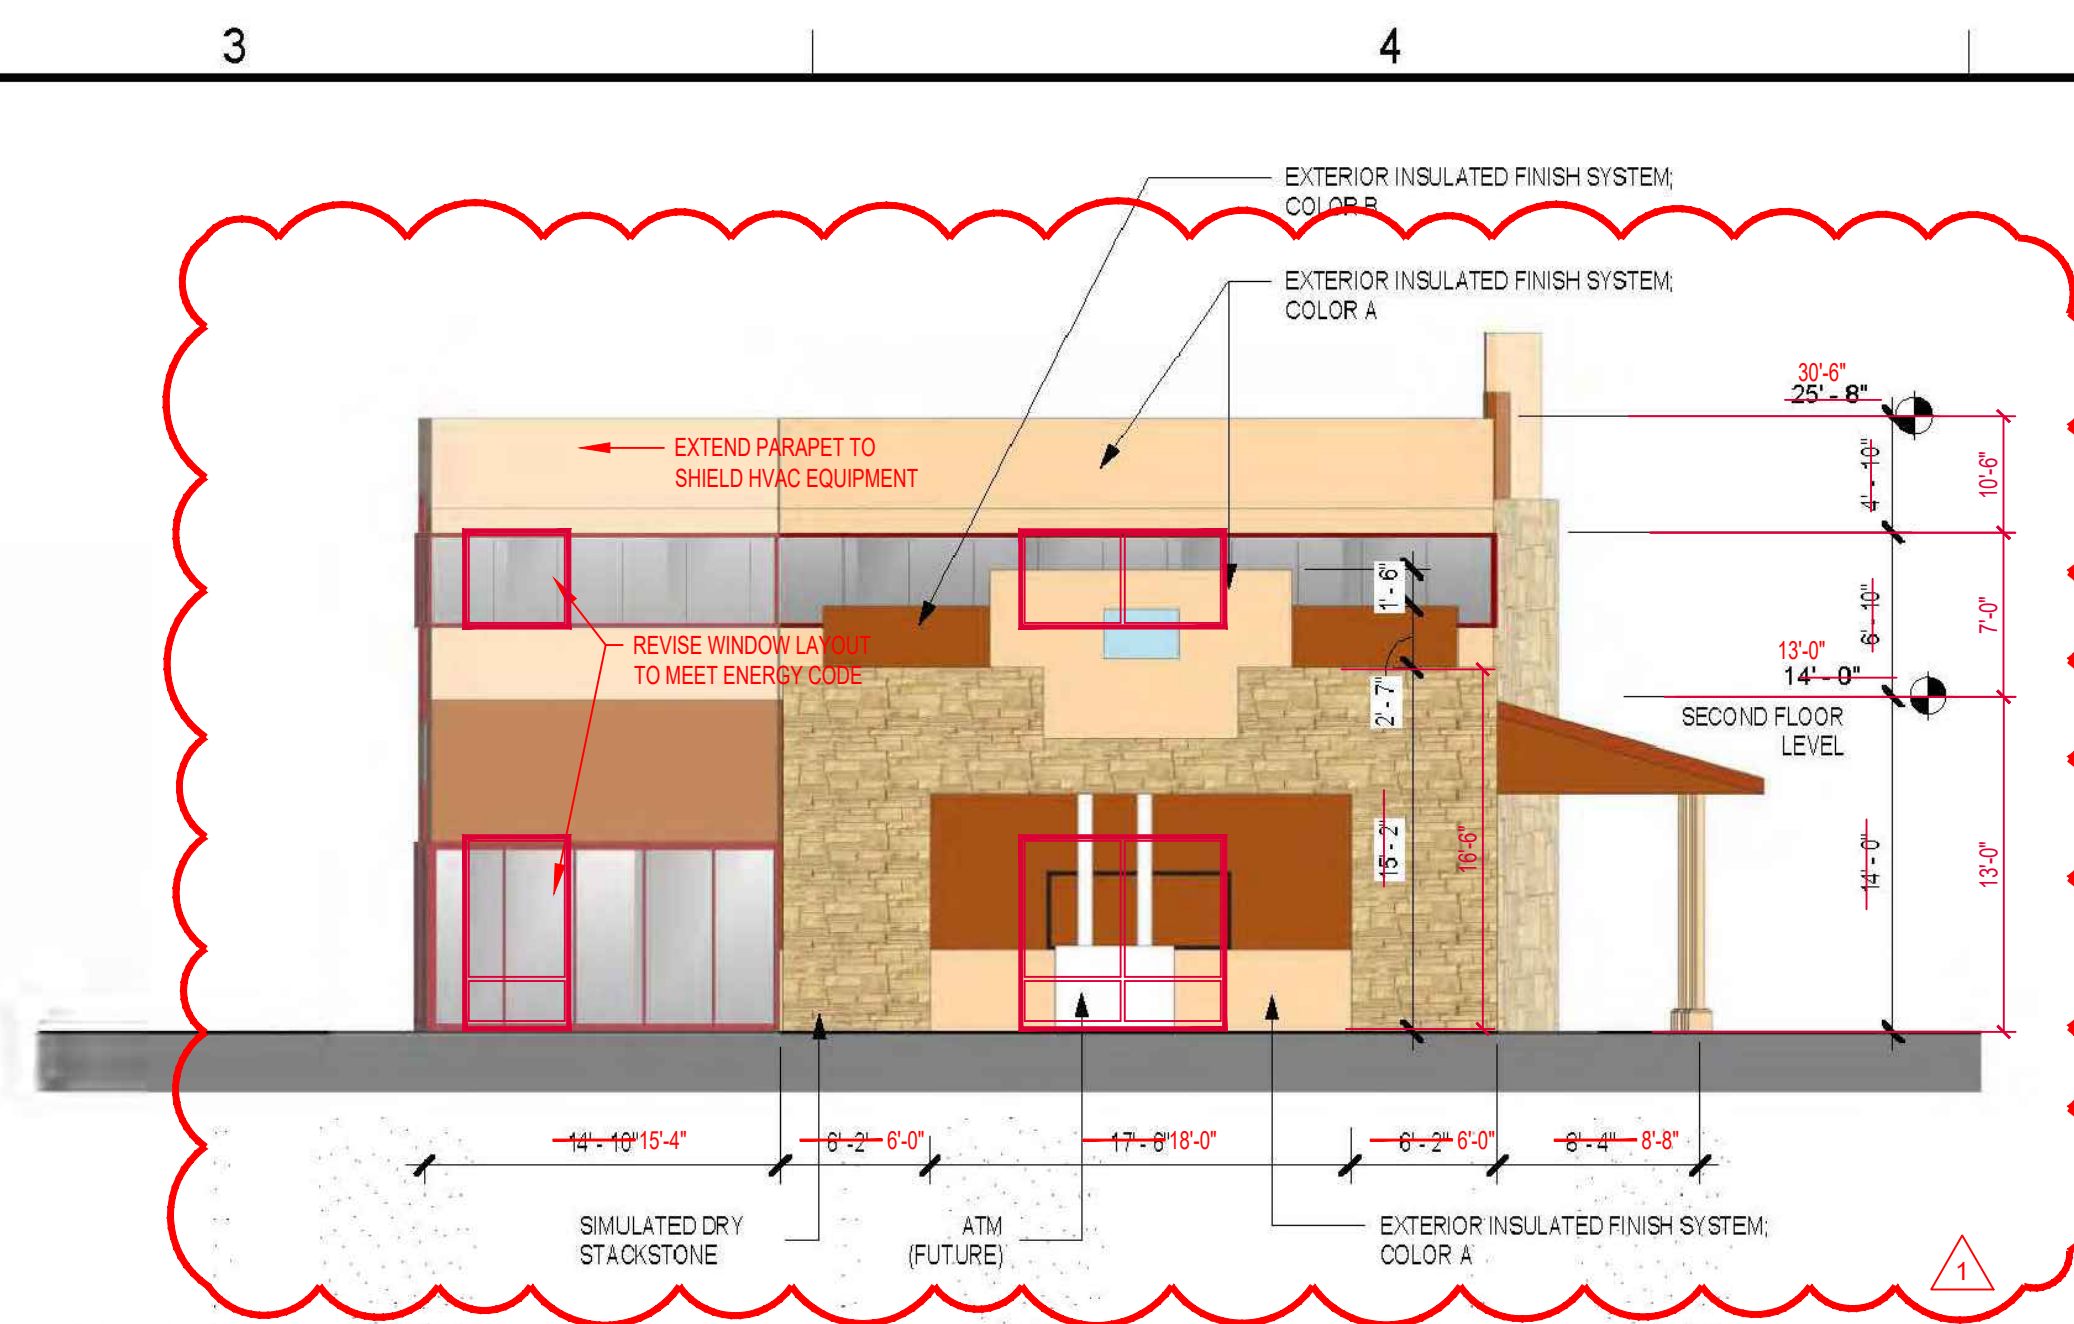 3
4
EXTERIOR INSULATED FINISH SYSTEM;
COLOR B
EXTERIOR INSULATED FINISH SYSTEM;
COLOR A
30'-6"
25' - 8"
EXTEND PARAPET TO
SHIELD HVAC EQUIPMENT
4' - 10"
10'-6"
1' - 6"
6' - 10"
7'-0"
REVISE WINDOW LAYOUT
TO MEET ENERGY CODE
13'-0"
14' - 0"
2' - 7"
SECOND FLOOR
LEVEL
15' - 2"
16'-6"
14' - 0"
13'-0"
14' - 10" 15'-4"
6' - 2" 6'-0"
17' - 6" 18'-0"
6' - 2" 6'-0"
8' - 4" 8'-8"
SIMULATED DRY
STACKSTONE
ATM
(FUTURE)
EXTERIOR INSULATED FINISH SYSTEM;
COLOR A
1